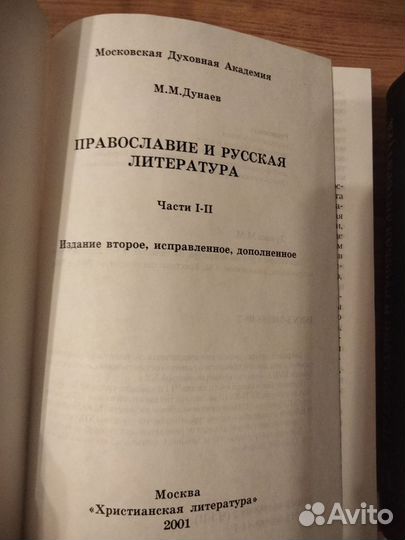 Московская Духовная Академия
М.М.Дунаев
ПРАВОСЛАВИЕ И РУССКАЯ
ЛИТЕРАТУРА
Части I-II
Издание второе, исправленное, дополненное
Москва
«Христианская литература»
2001
Avito